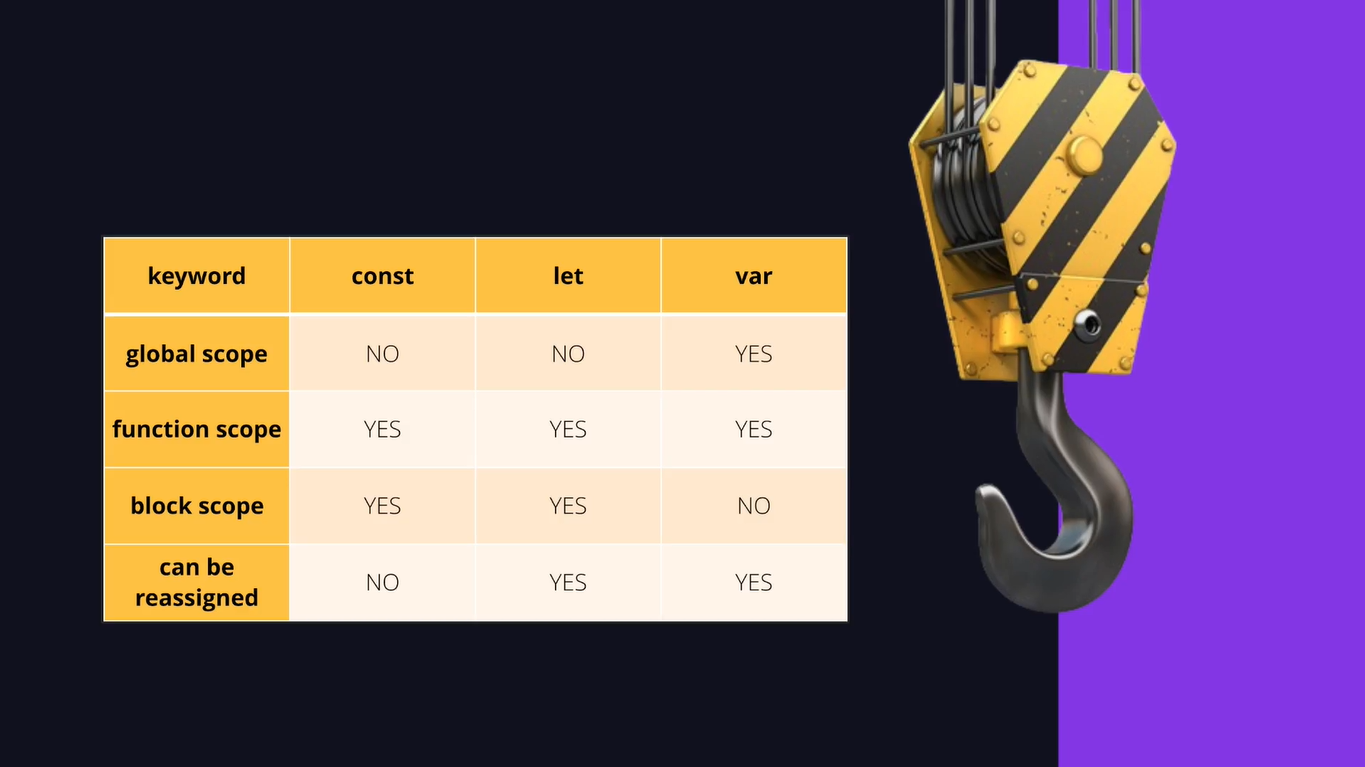 keyword const let var
global scope NO NO YES
function scope YES YES YES
block scope YES YES NO
can be
reassigned NO YES YES